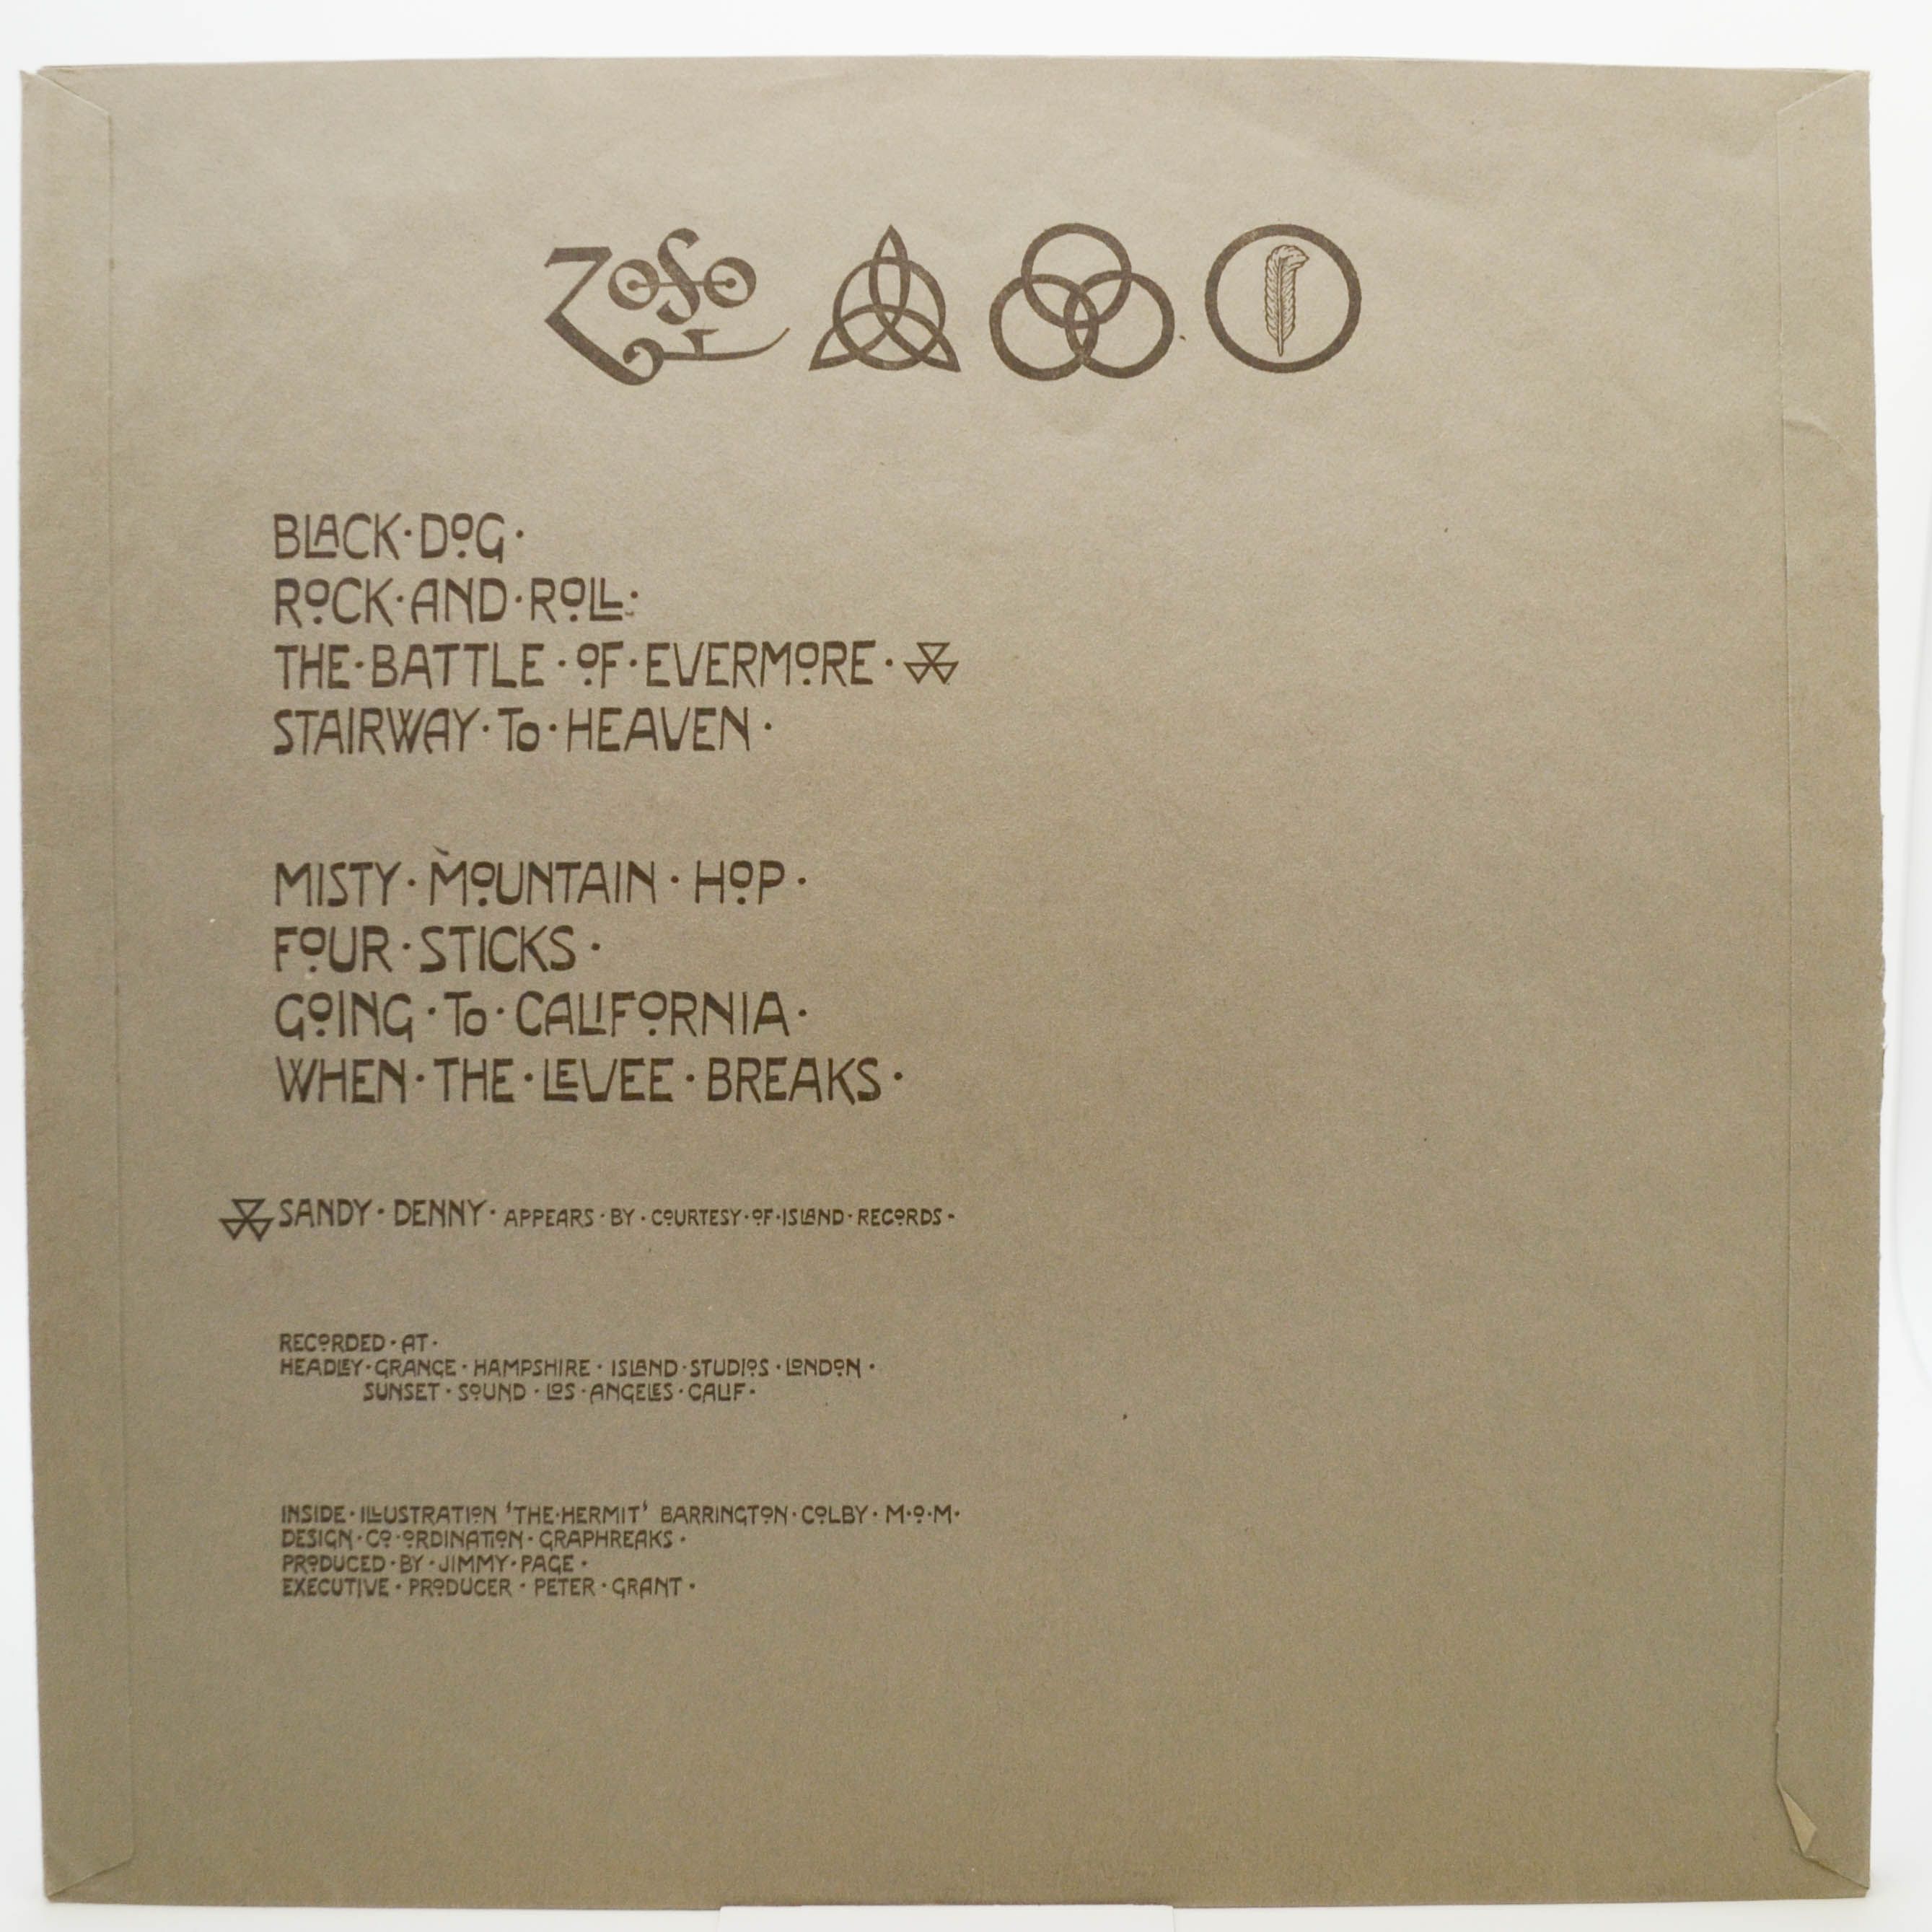 ZOSO
BLACK·DOG·
ROCK·AND·ROLL·
THE·BATTLE·OF·EVERMORE·
STAIRWAY·TO·HEAVEN·
MISTY·MOUNTAIN·HOP·
FOUR·STICKS·
GOING·TO·CALIFORNIA·
WHEN·THE·LEVEE·BREAKS·
SANDY·DENNY·APPEARS·BY·COURTESY·OF·ISLAND·RECORDS·
RECORDED·AT·
HEADLEY·GRANGE·HAMPSHIRE·ISLAND·STUDIOS·LONDON·
SUNSET·SOUND·LOS·ANGELES·CALIF·
INSIDE·ILLUSTRATION 'THE·HERMIT' BARRINGTON·COLBY·M·O·M·
DESIGN·CO·ORDINATION·GRAPHREAKS·
PRODUCED·BY·JIMMY·PAGE·
EXECUTIVE·PRODUCER·PETER·GRANT·